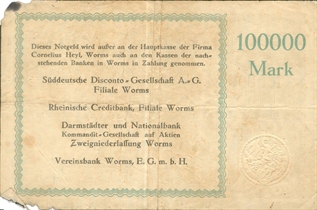 Dieses Notgeld wird außer an der Hauptkasse der Firma
Cornelius Heyl, Worms auch an den Kassen der nach-
stehenden Banken in Worms in Zahlung genommen.
Süddeutsche Disconto-Gesellschaft A.-G.
Filiale Worms
Rheinische Creditbank, Filiale Worms
Darmstädter und Nationalbank
Kommandit-Gesellschaft auf Aktien
Zweigniederlassung Worms
Vereinsbank Worms, E. G. m. b. H.
100000
Mark